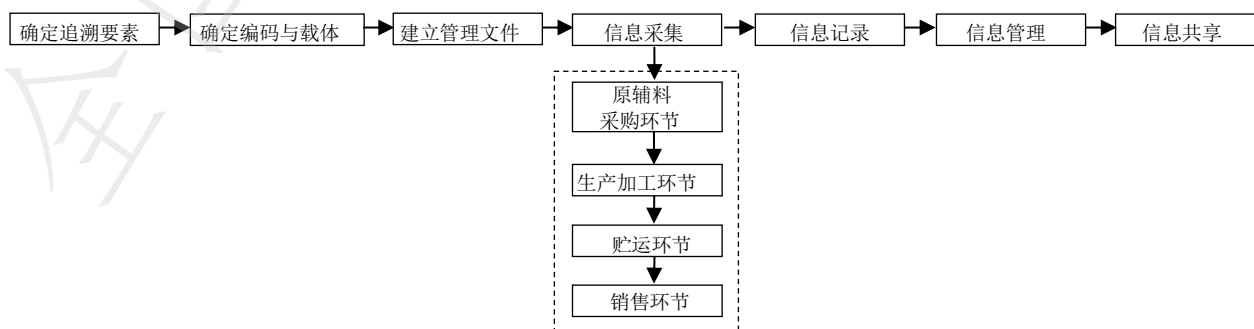 确定追溯要素
确定编码与载体
建立管理文件
信息采集
信息记录
信息管理
信息共享
原辅料
采购环节
生产加工环节
贮运环节
销售环节
全